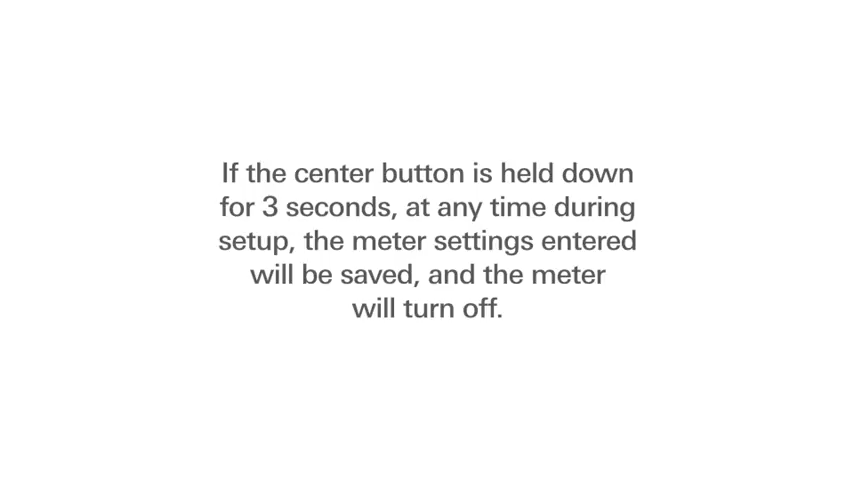 If the center button is held down
for 3 seconds, at any time during
setup, the meter settings entered
will be saved, and the meter
will turn off.